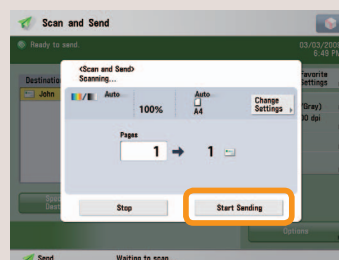 Scan and Send
Ready to send.
03/03/200
6:49 PM
Destination
John
<Scan and Send>
Scanning...
Favorite
Settings
Auto
100%
Auto
A4
Change
Settings
(Gray)
00 dpi
Pages
1 → 1
Stop
Start Sending
Options
Send
Waiting to scan.